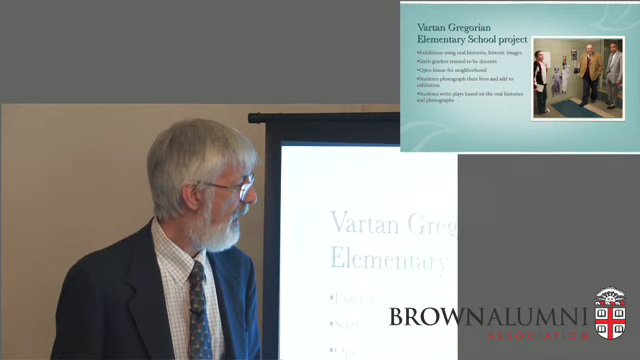 Vartan Gregorian
Elementary School project
•Exhibition using oral histories, historic images
•Sixth graders trained to be docents
•Open house for neighborhood
•Students photograph their lives and add to
exhibition
•Students write plays based on the oral histories
and photographs
Vartan Greg
Elementary
BROWNALUMNI
ASSOCIATION